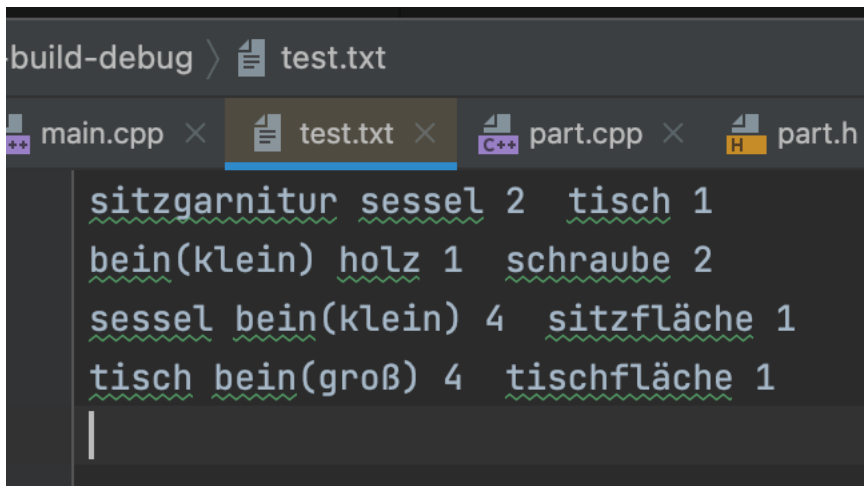 -build-debug 〉 test.txt
++ main.cpp × test.txt × C++ part.cpp × H part.h
sitzgarnitur sessel 2  tisch 1
bein(klein) holz 1  schraube 2
sessel bein(klein) 4  sitzfläche 1
tisch bein(groß) 4  tischfläche 1